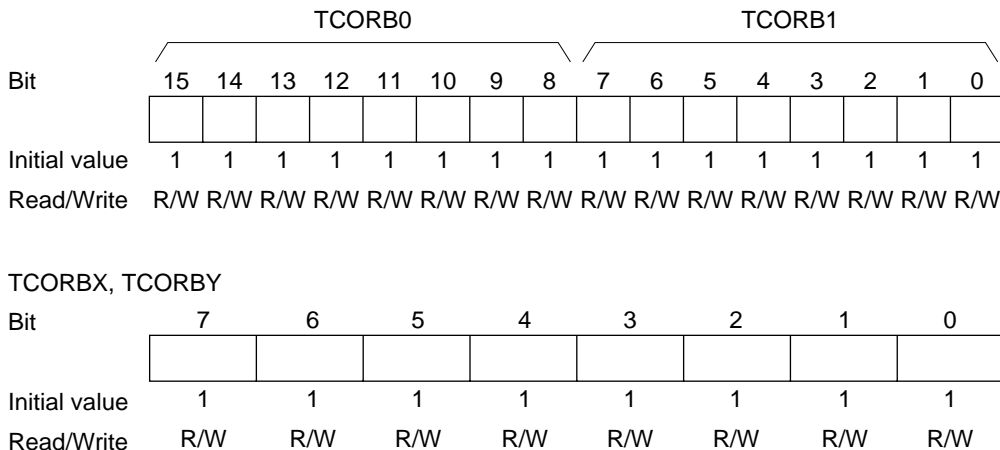 TCORB0 TCORB1
Bit 15 14 13 12 11 10 9 8 7 6 5 4 3 2 1 0
Initial value 1 1 1 1 1 1 1 1 1 1 1 1 1 1 1 1
Read/Write R/W R/W R/W R/W R/W R/W R/W R/W R/W R/W R/W R/W R/W R/W R/W R/W
TCORBX, TCORBY
Bit 7 6 5 4 3 2 1 0
Initial value 1 1 1 1 1 1 1 1
Read/Write R/W R/W R/W R/W R/W R/W R/W R/W